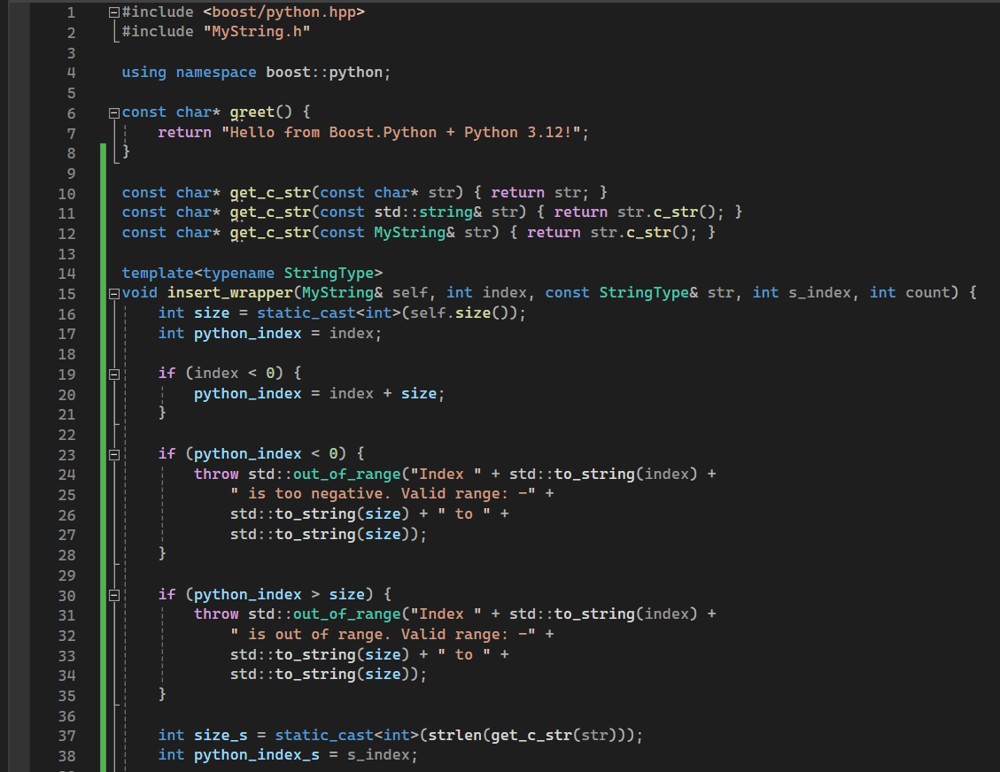 1 #include <boost/python.hpp>
2 #include "MyString.h"
3
4 using namespace boost::python;
5
6 const char* greet() {
7     return "Hello from Boost.Python + Python 3.12!";
8 }
9
10 const char* get_c_str(const char* str) { return str; }
11 const char* get_c_str(const std::string& str) { return str.c_str(); }
12 const char* get_c_str(const MyString& str) { return str.c_str(); }
13
14 template<typename StringType>
15 void insert_wrapper(MyString& self, int index, const StringType& str, int s_index, int count) {
16     int size = static_cast<int>(self.size());
17     int python_index = index;
18
19     if (index < 0) {
20         python_index = index + size;
21     }
22
23     if (python_index < 0) {
24         throw std::out_of_range("Index " + std::to_string(index) +
25             " is too negative. Valid range: -" +
26             std::to_string(size) + " to " +
27             std::to_string(size));
28     }
29
30     if (python_index > size) {
31         throw std::out_of_range("Index " + std::to_string(index) +
32             " is out of range. Valid range: -" +
33             std::to_string(size) + " to " +
34             std::to_string(size));
35     }
36
37     int size_s = static_cast<int>(strlen(get_c_str(str)));
38     int python_index_s = s_index;